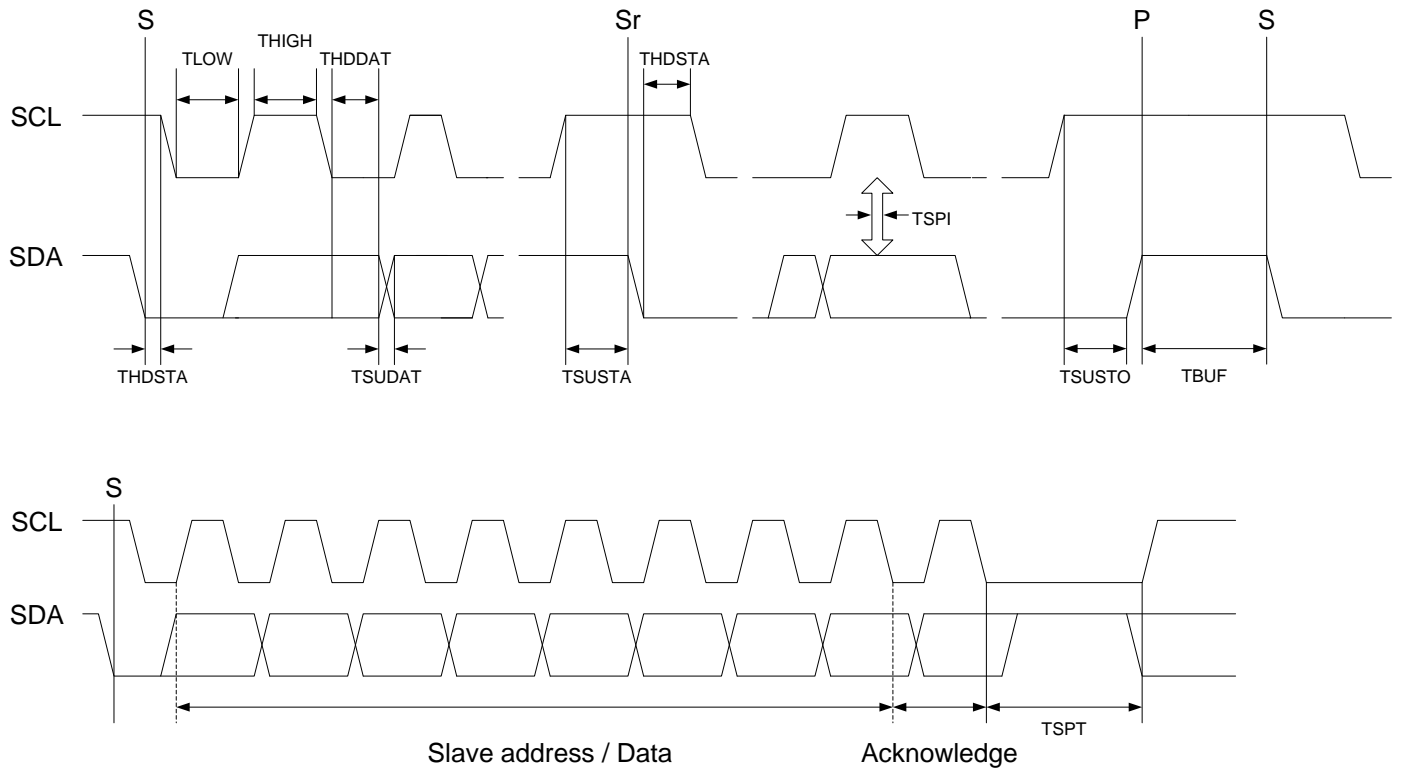 S Sr P S
THIGH
TLOW THDDAT THDSTA
SCL
TSPI
SDA
THDSTA TSUDAT TSUSTA TSUSTO TBUF
S
SCL
SDA
TSPT
Slave address / Data Acknowledge